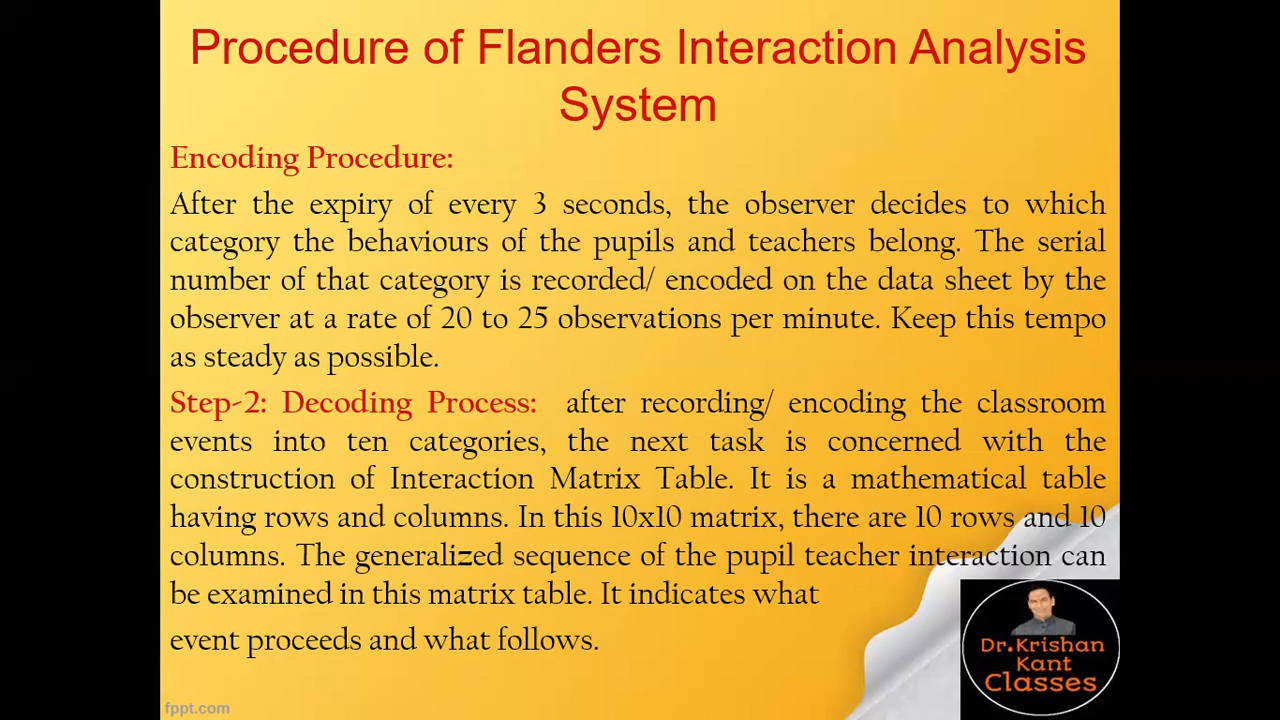 Procedure of Flanders Interaction Analysis
System
Encoding Procedure:
After the expiry of every 3 seconds, the observer decides to which
category the behaviours of the pupils and teachers belong. The serial
number of that category is recorded/ encoded on the data sheet by the
observer at a rate of 20 to 25 observations per minute. Keep this tempo
as steady as possible.
Step-2: Decoding Process: after recording/ encoding the classroom
events into ten categories, the next task is concerned with the
construction of Interaction Matrix Table. It is a mathematical table
having rows and columns. In this 10x10 matrix, there are 10 rows and 10
columns. The generalized sequence of the pupil teacher interaction can
be examined in this matrix table. It indicates what
event proceeds and what follows.
Dr.Krishan
Kant
Classes
fppt.com